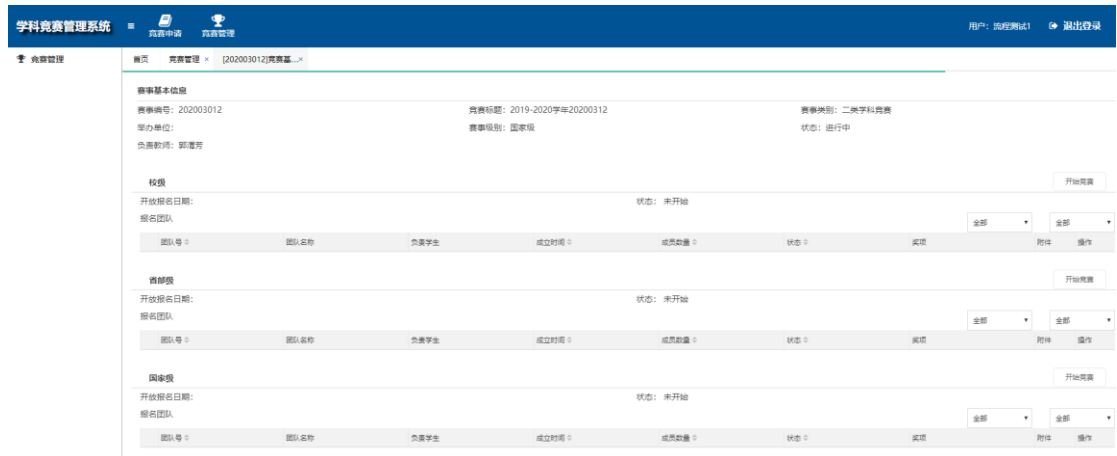 学科竞赛管理系统 竞赛申请 竞赛管理 用户：流程测试1 退出登录
竞赛管理 首页 竞赛管理 × [202003012]竞赛基...×
赛事基本信息
赛事编号：202003012 竞赛标题：2019-2020学年20200312 赛事类别：二类学科竞赛
举办单位： 赛事级别：国家级 状态：进行中
负责教师：郭潘芳
校级 开始竞赛
开放报名日期： 状态：未开始
报名团队 全部 全部
团队号 团队名称 负责学生 成立时间 成员数量 状态 奖项 附件 操作
省部级 开始竞赛
开放报名日期： 状态：未开始
报名团队 全部 全部
团队号 团队名称 负责学生 成立时间 成员数量 状态 奖项 附件 操作
国家级 开始竞赛
开放报名日期： 状态：未开始
报名团队 全部 全部
团队号 团队名称 负责学生 成立时间 成员数量 状态 奖项 附件 操作